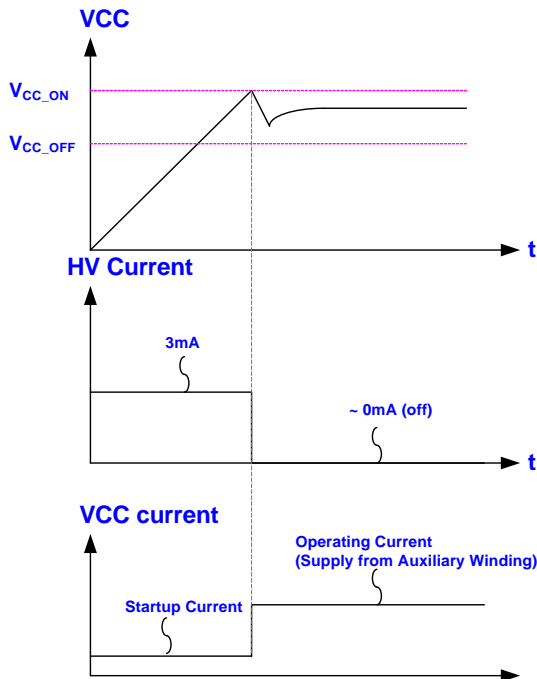 VCC
VCC_ON
VCC_OFF
t
HV Current
3mA
~ 0mA (off)
t
VCC current
Operating Current
(Supply from Auxiliary Winding)
Startup Current